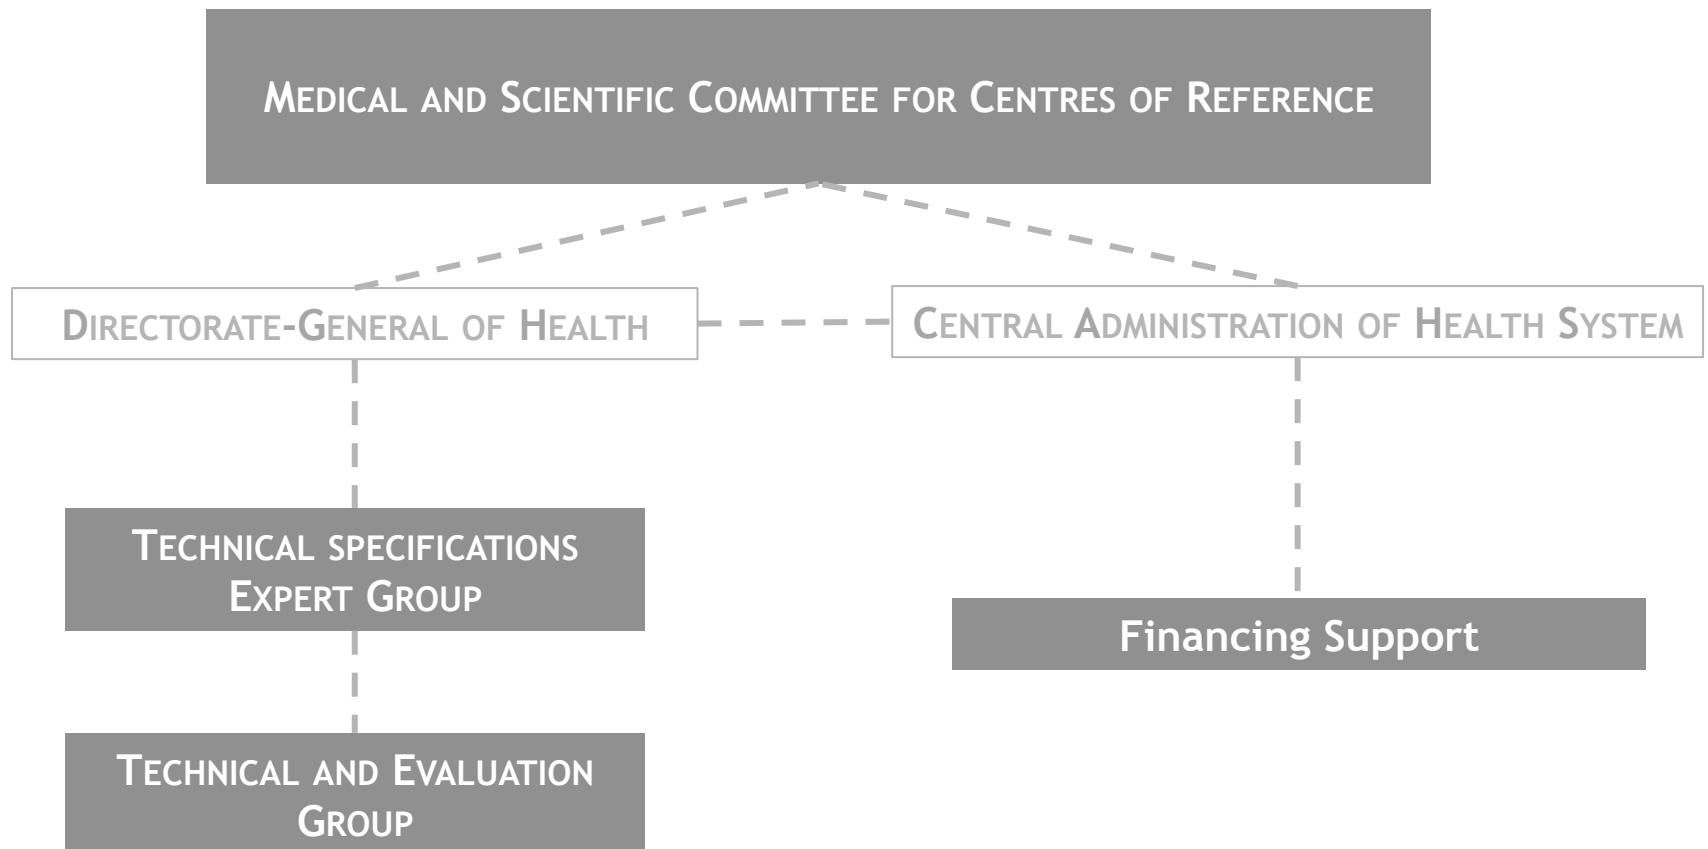 Medical and Scientific Committee for Centres of Reference
Directorate-General of Health
Central Administration of Health System
Technical specifications
Expert Group
Financing Support
Technical and Evaluation
Group